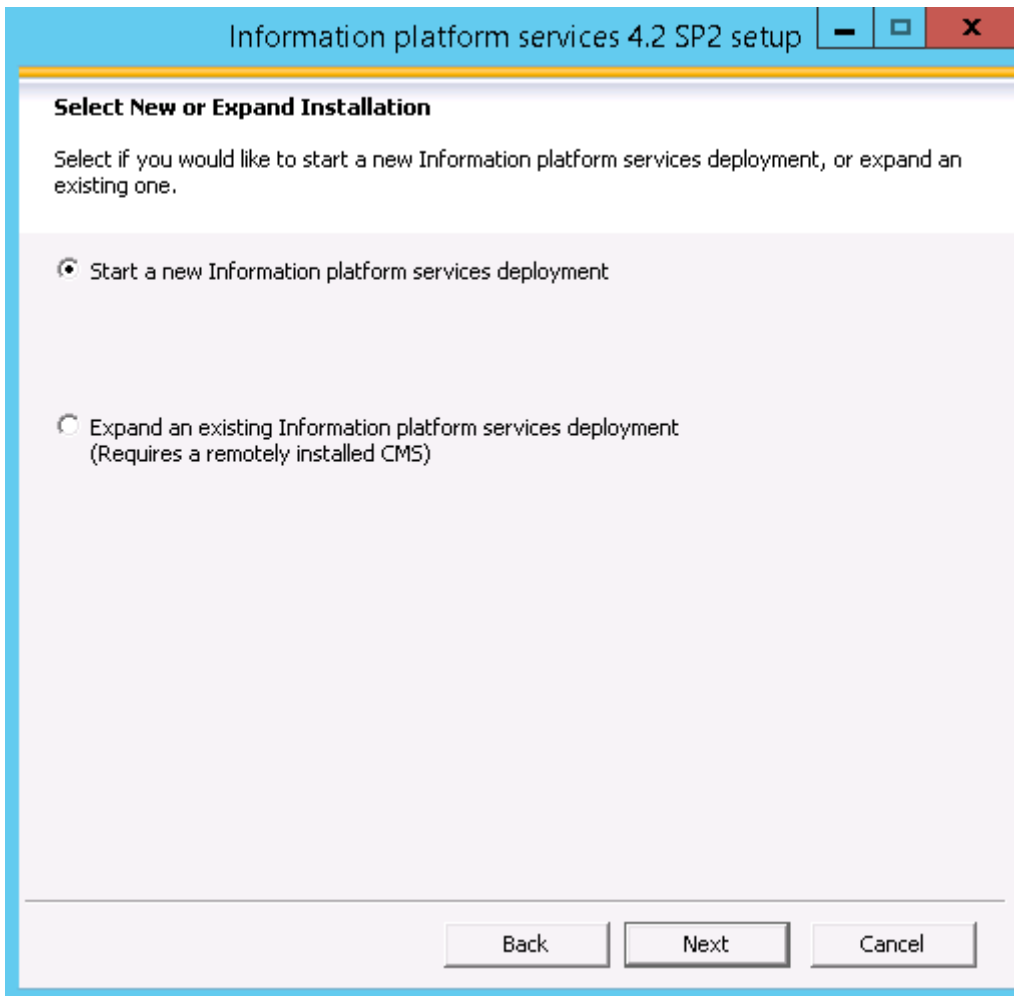 Information platform services 4.2 SP2 setup
Select New or Expand Installation
Select if you would like to start a new Information platform services deployment, or expand an
existing one.
Start a new Information platform services deployment
Expand an existing Information platform services deployment
(Requires a remotely installed CMS)
Back Next Cancel